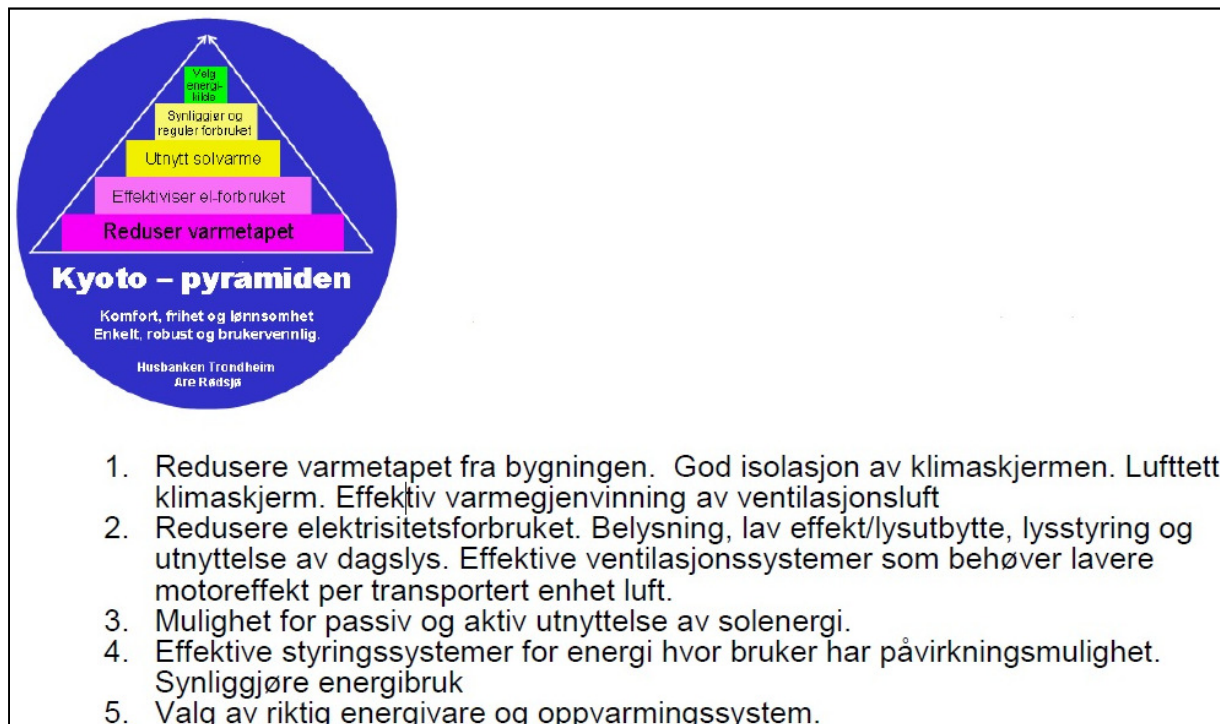 Velg
energi-
kilde
Synliggjør og
reguler forbruket
Utnytt solvarme
Effektiviser el-forbruket
Reduser varmetapet
Kyoto – pyramiden
Komfort, frihet og lønnsomhet
Enkelt, robust og brukervennlig.
Husbanken Trondheim
Are Rødsjø
1. Redusere varmetapet fra bygningen. God isolasjon av klimaskjermen. Lufttett
klimaskjerm. Effektiv varmegjenvinning av ventilasjonsluft
2. Redusere elektrisitetsforbruket. Belysning, lav effekt/lysutbytte, lysstyring og
utnyttelse av dagslys. Effektive ventilasjonssystemer som behøver lavere
motoreffekt per transportert enhet luft.
3. Mulighet for passiv og aktiv utnyttelse av solenergi.
4. Effektive styringssystemer for energi hvor bruker har påvirkningsmulighet.
Synliggjøre energibruk
5. Valg av riktig energivare og oppvarmingssystem.